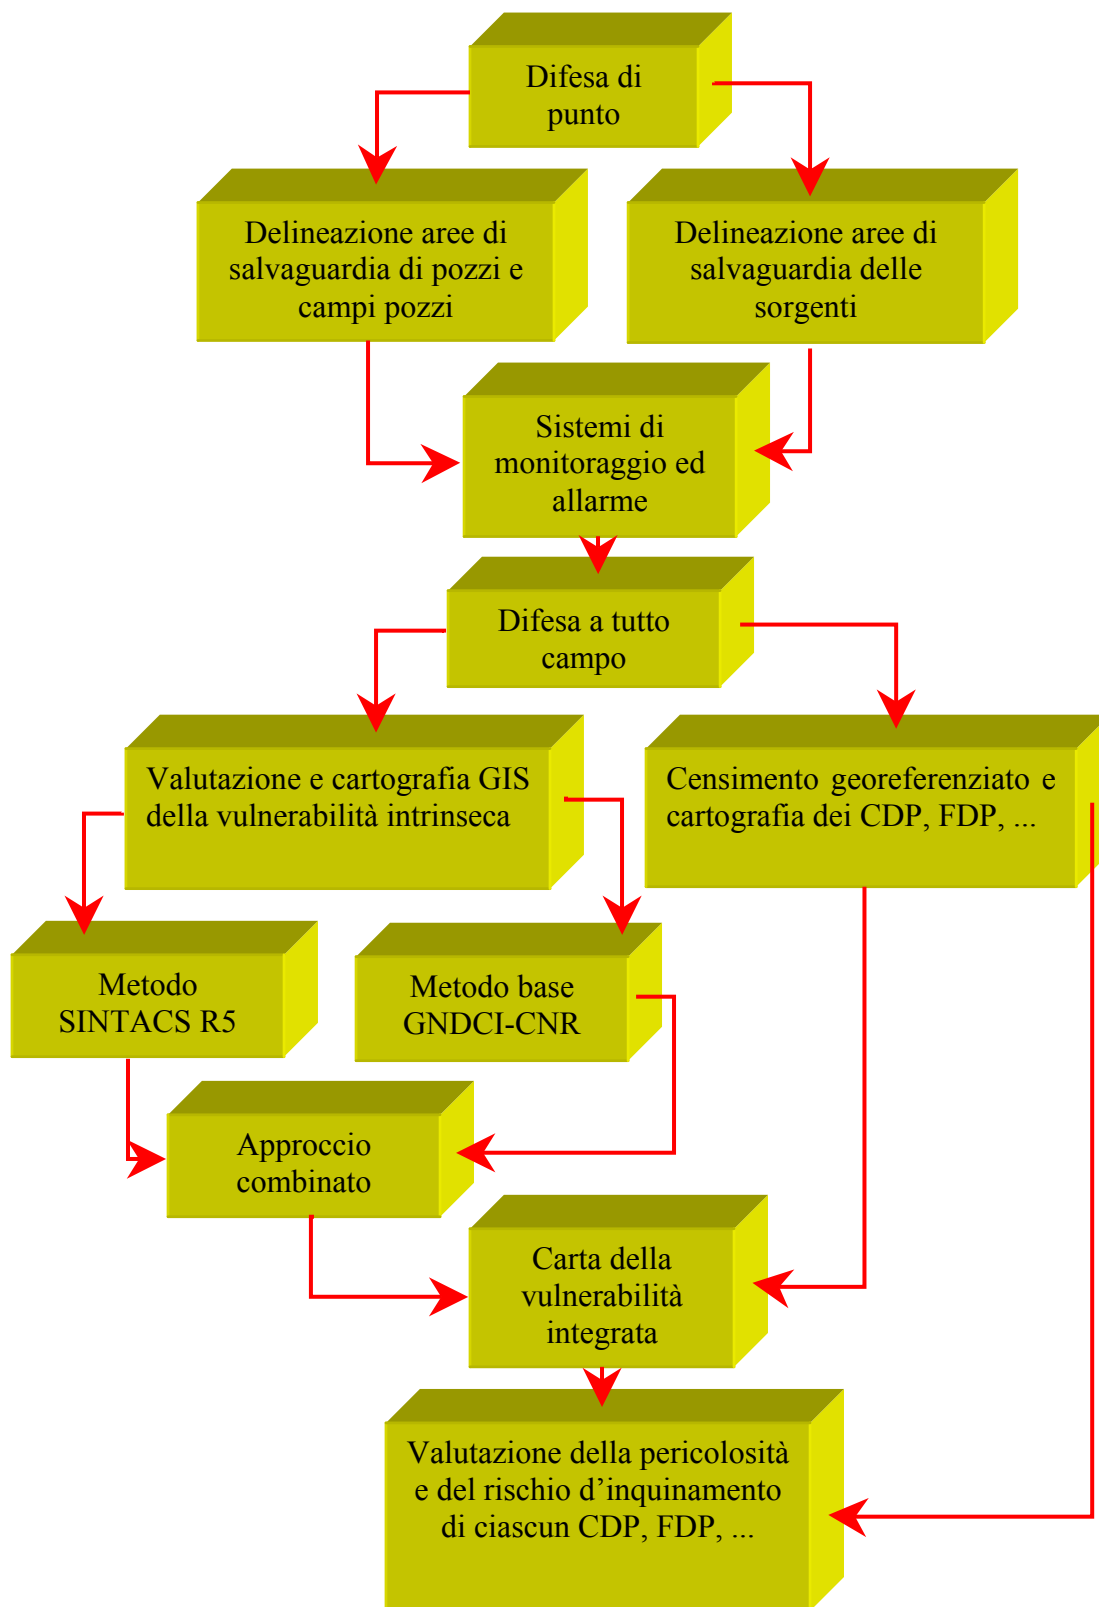 Difesa di
punto
Delineazione aree di
salvaguardia di pozzi e
campi pozzi
Delineazione aree di
salvaguardia delle
sorgenti
Sistemi di
monitoraggio ed
allarme
Difesa a tutto
campo
Valutazione e cartografia GIS
della vulnerabilità intrinseca
Censimento georeferenziato e
cartografia dei CDP, FDP, ...
Metodo
SINTACS R5
Metodo base
GNDCI-CNR
Approccio
combinato
Carta della
vulnerabilità
integrata
Valutazione della pericolosità
e del rischio d’inquinamento
di ciascun CDP, FDP, ...